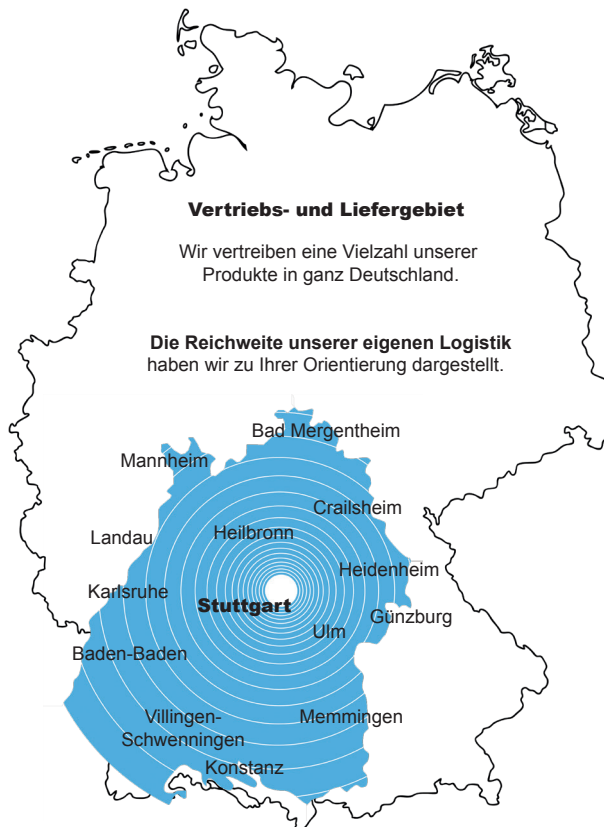 Vertriebs- und Liefergebiet
Wir vertreiben eine Vielzahl unserer
Produkte in ganz Deutschland.
Die Reichweite unserer eigenen Logistik
haben wir zu Ihrer Orientierung dargestellt.
Bad Mergentheim
Mannheim
Crailsheim
Heilbronn
Landau
Heidenheim
Karlsruhe
Stuttgart
Günzburg
Ulm
Baden-Baden
Villingen-
Schwenningen
Memmingen
Konstanz